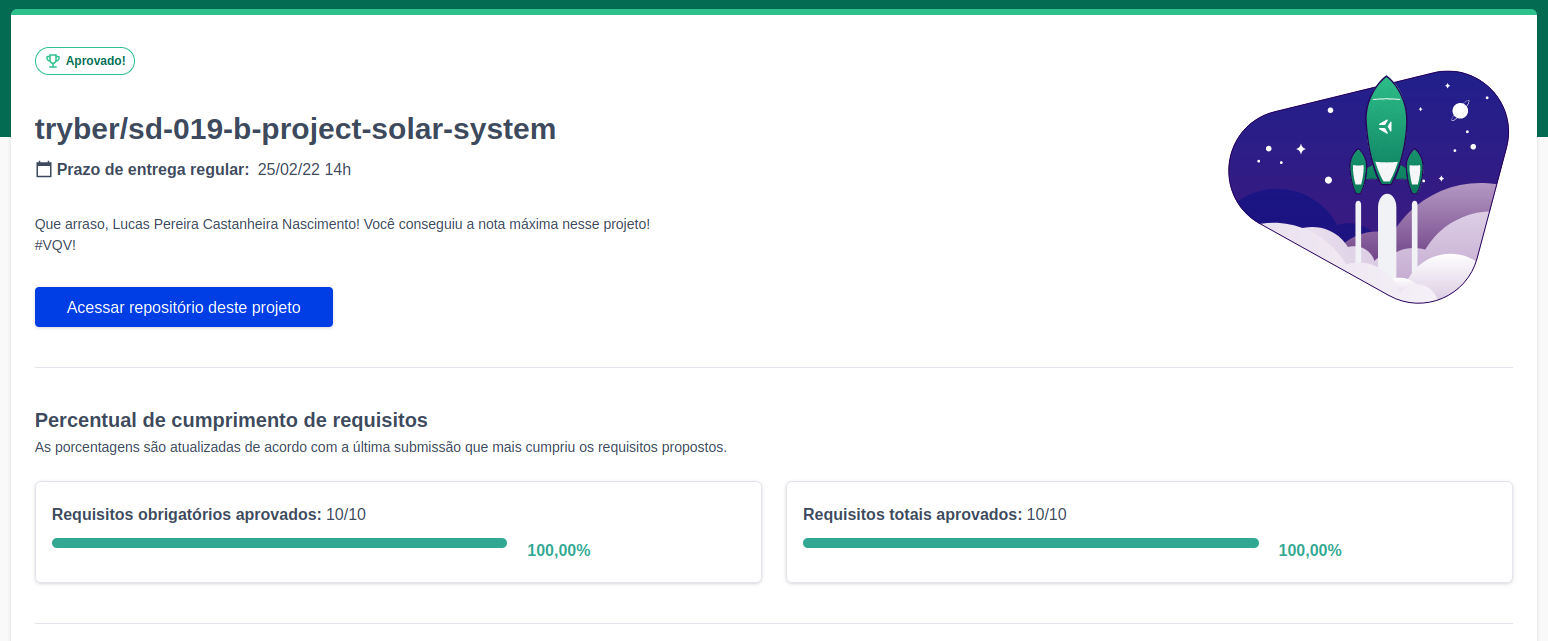 Aprovado!
tryber/sd-019-b-project-solar-system
Prazo de entrega regular: 25/02/22 14h
Que arraso, Lucas Pereira Castanheira Nascimento! Você conseguiu a nota máxima nesse projeto!
#VQV!
Acessar repositório deste projeto
Percentual de cumprimento de requisitos
As porcentagens são atualizadas de acordo com a última submissão que mais cumpriu os requisitos propostos.
Requisitos obrigatórios aprovados: 10/10
100,00%
Requisitos totais aprovados: 10/10
100,00%